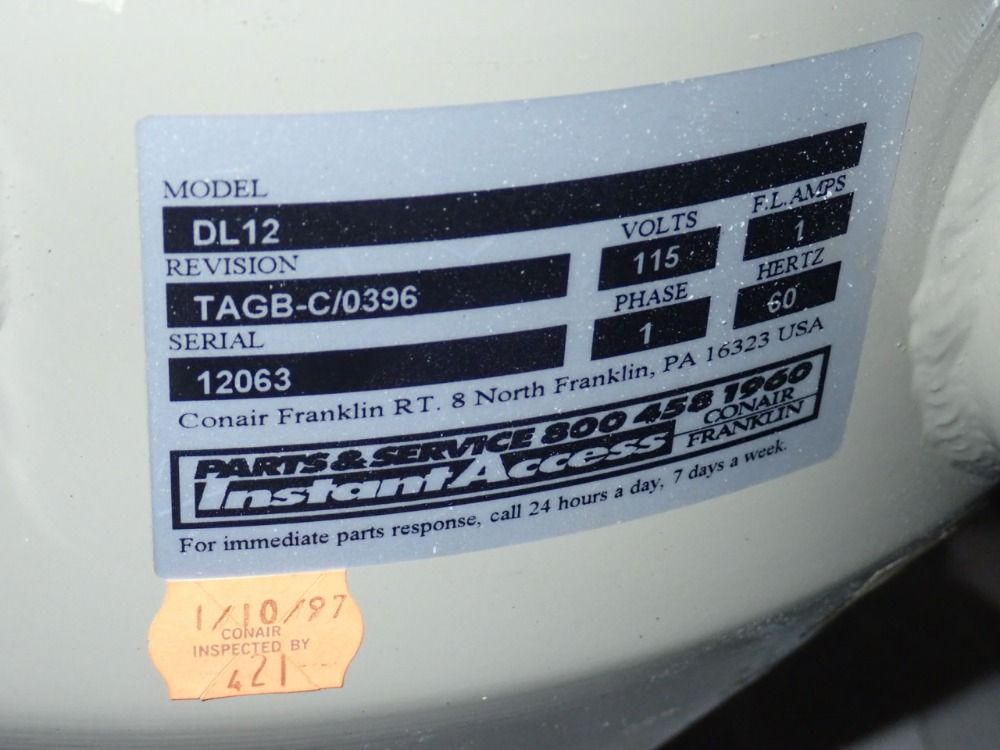 MODEL
DL12
REVISION
TAGB-C/0396
SERIAL
12063
VOLTS
115
F.L. AMPS
1
PHASE
1
HERTZ
60
Conair Franklin RT. 8 North Franklin, PA 16323 USA
PARTS & SERVICE 800 458 1960
Instant Access
CONAIR
FRANKLIN
For immediate parts response, call 24 hours a day, 7 days a week.
1/10/97
CONAIR
INSPECTED BY
421